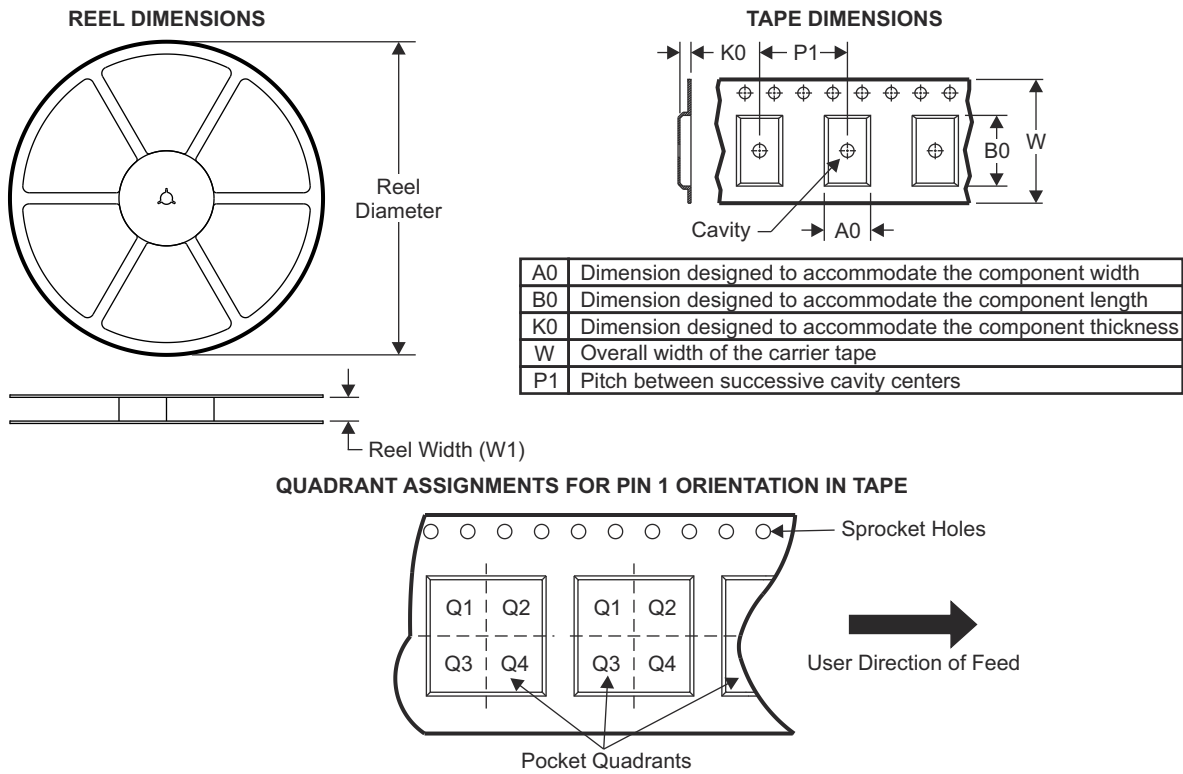 REEL DIMENSIONS
Reel
Diameter
Reel Width (W1)
TAPE DIMENSIONS
K0 P1
B0 W
Cavity A0
A0 Dimension designed to accommodate the component width
B0 Dimension designed to accommodate the component length
K0 Dimension designed to accommodate the component thickness
W Overall width of the carrier tape
P1 Pitch between successive cavity centers
QUADRANT ASSIGNMENTS FOR PIN 1 ORIENTATION IN TAPE
Sprocket Holes
Q1 Q2 Q1 Q2
Q3 Q4 Q3 Q4
User Direction of Feed
Pocket Quadrants